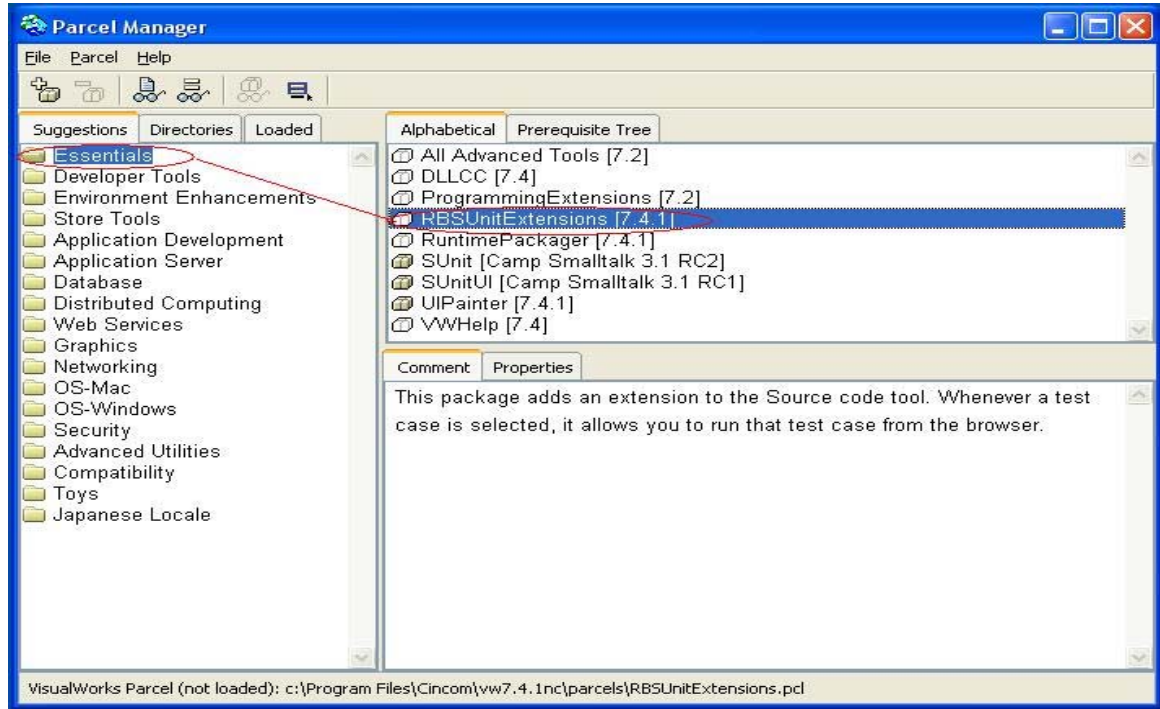 Parcel Manager
File Parcel Help
Suggestions Directories Loaded
Essentials
Developer Tools
Environment Enhancements
Store Tools
Application Development
Application Server
Database
Distributed Computing
Web Services
Graphics
Networking
OS-Mac
OS-Windows
Security
Advanced Utilities
Compatibility
Toys
Japanese Locale
Alphabetical Prerequisite Tree
All Advanced Tools [7.2]
DLLCC [7.4]
ProgrammingExtensions [7.2]
RBSUnitExtensions [7.4.1]
RuntimePackager [7.4.1]
SUnit [Camp Smalltalk 3.1 RC2]
SUnitUI [Camp Smalltalk 3.1 RC1]
UIPainter [7.4.1]
VWHelp [7.4]
Comment Properties
This package adds an extension to the Source code tool. Whenever a test
case is selected, it allows you to run that test case from the browser.
VisualWorks Parcel (not loaded): c:\Program Files\Cincom\vw7.4.1nc\parcels\RBSUnitExtensions.pcl